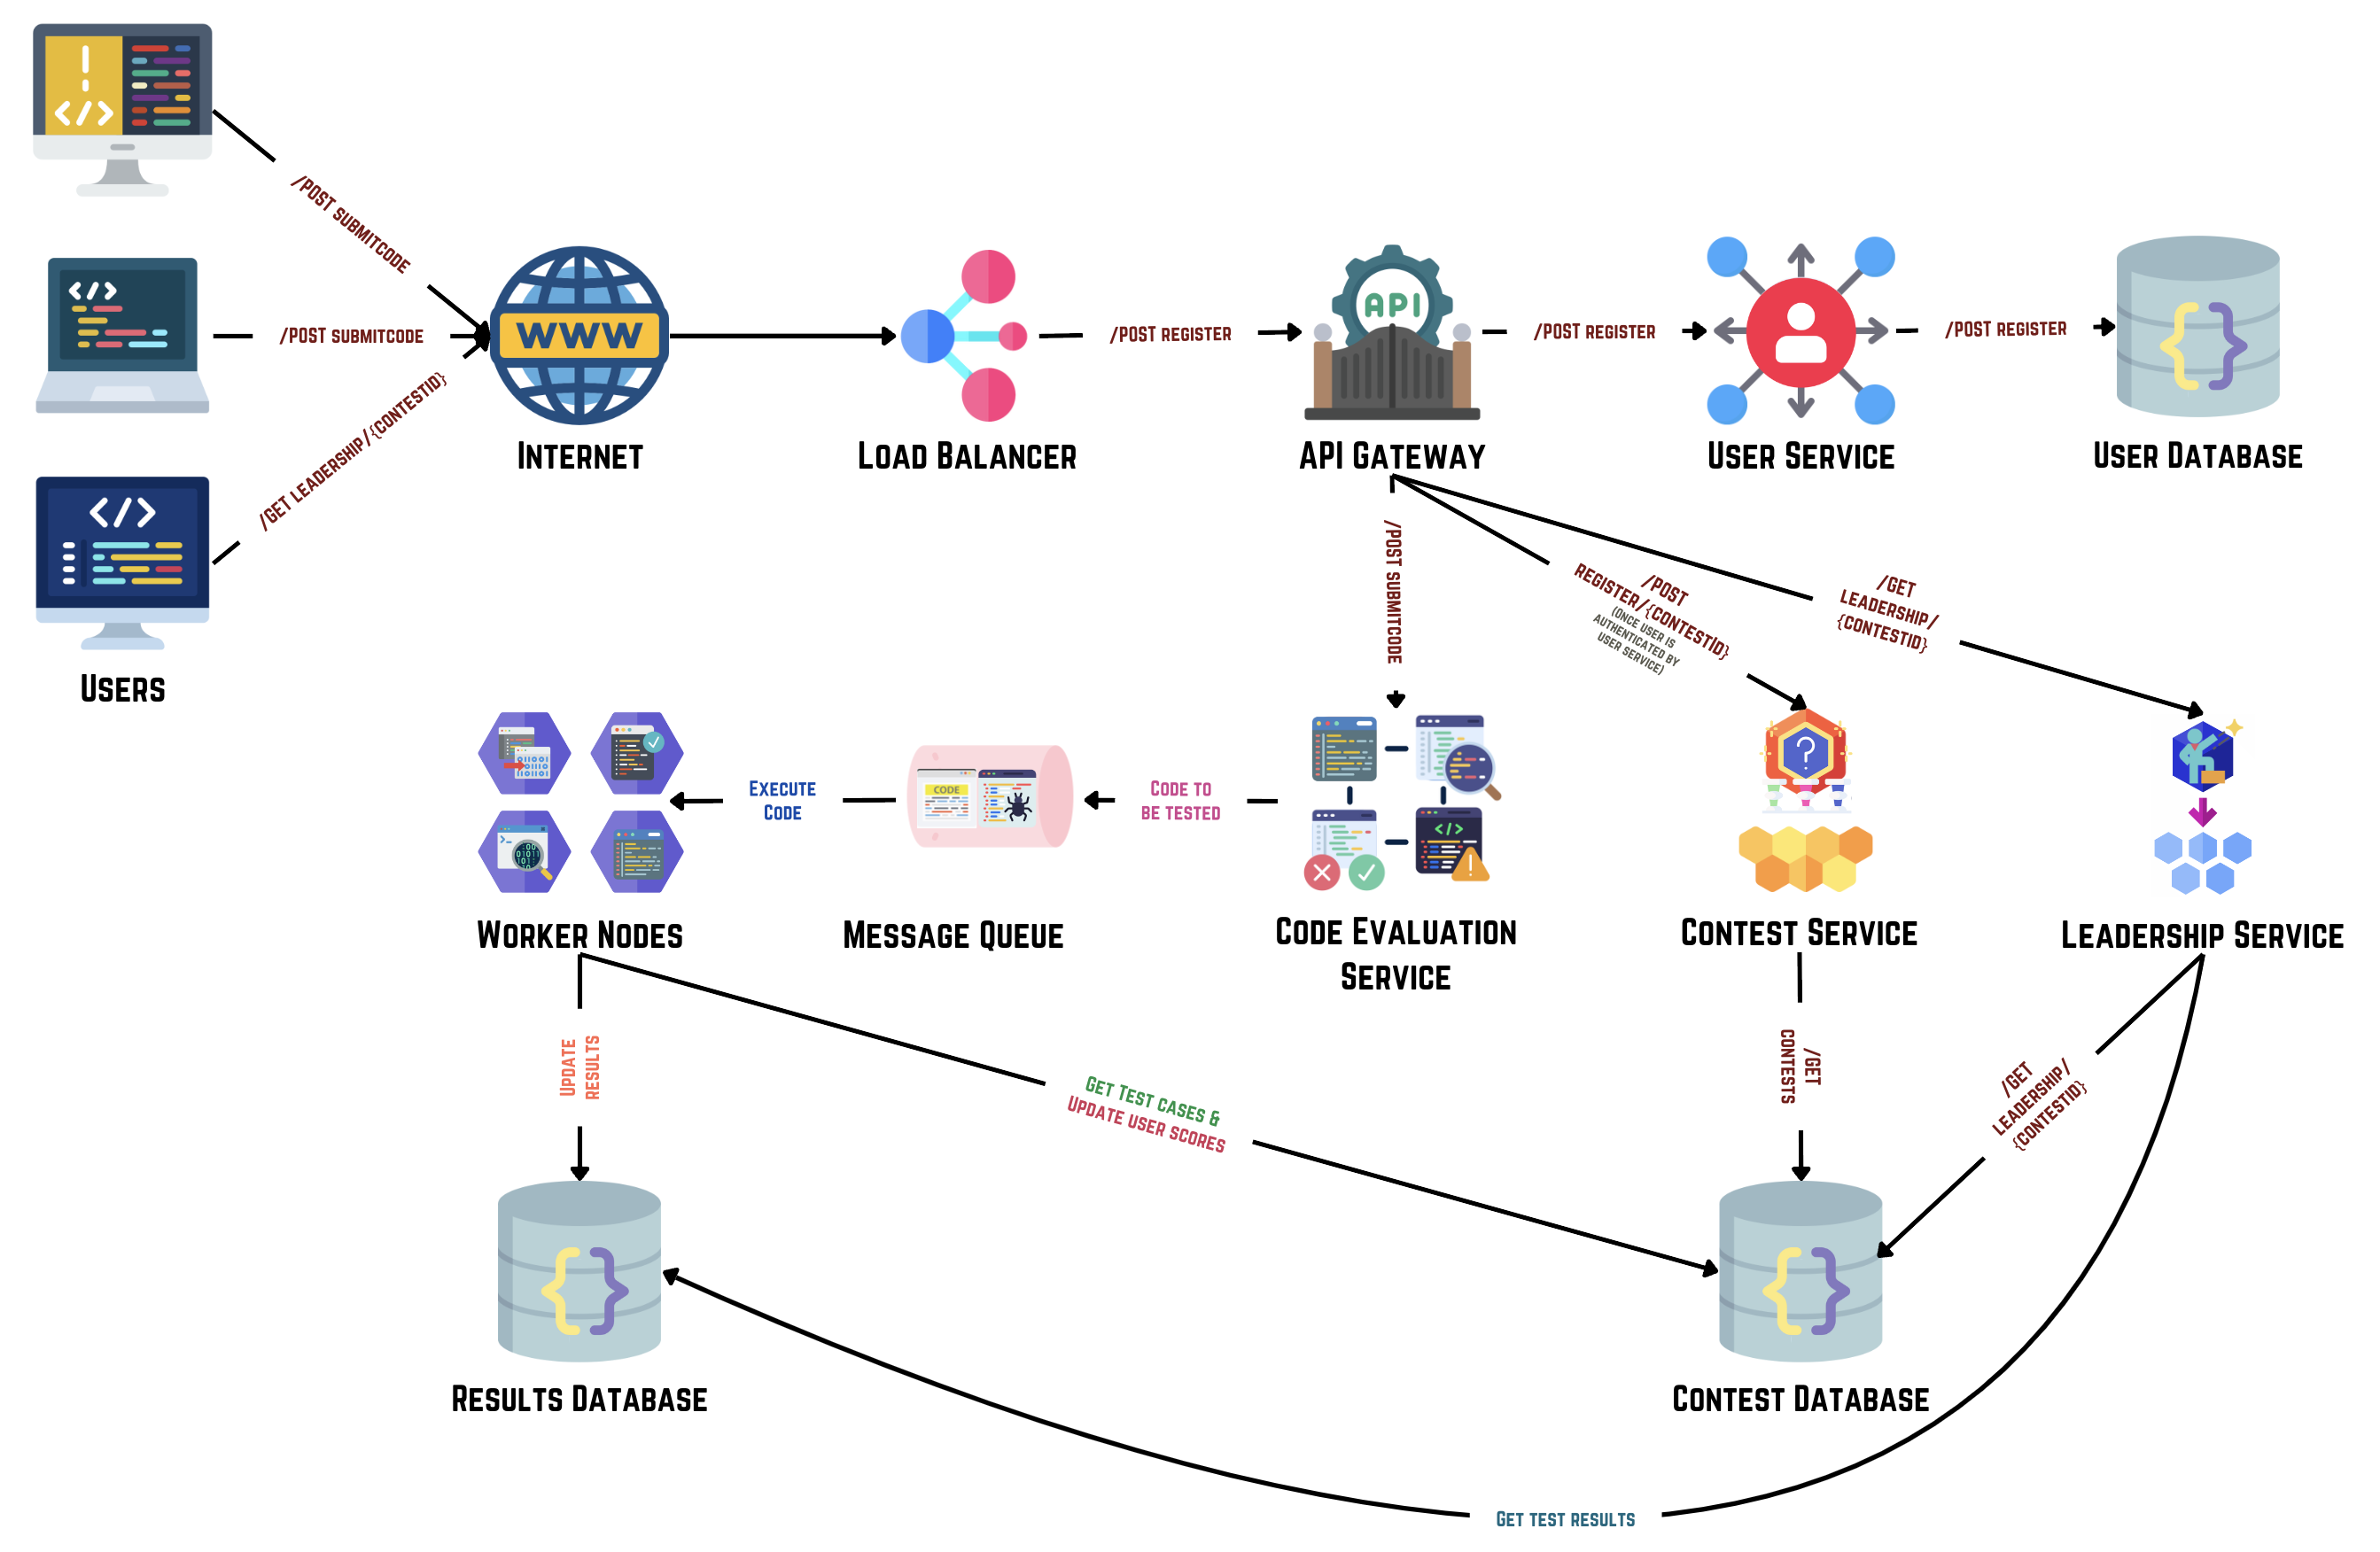 /POST SUBMITCODE
/POST SUBMITCODE
/GET LEADERSHIP/{CONTESTID}
USERS
WWW
INTERNET
LOAD BALANCER
/POST REGISTER
API
API GATEWAY
/POST REGISTER
USER SERVICE
/POST REGISTER
USER DATABASE
/POST SUBMITCODE
/POST
REGISTER/{CONTESTID}
(ONCE USER IS
AUTHENTICATED BY
USER SERVICE)
/GET
LEADERSHIP/
{CONTESTID}
WORKER NODES
EXECUTE
CODE
CODE
MESSAGE QUEUE
CODE TO
BE TESTED
CODE EVALUATION
SERVICE
?
CONTEST SERVICE
LEADERSHIP SERVICE
UPDATE
RESULTS
GET TEST CASES &
UPDATE USER SCORES
/GET
CONTESTS
/GET
LEADERSHIP/
{CONTESTID}
RESULTS DATABASE
CONTEST DATABASE
GET TEST RESULTS